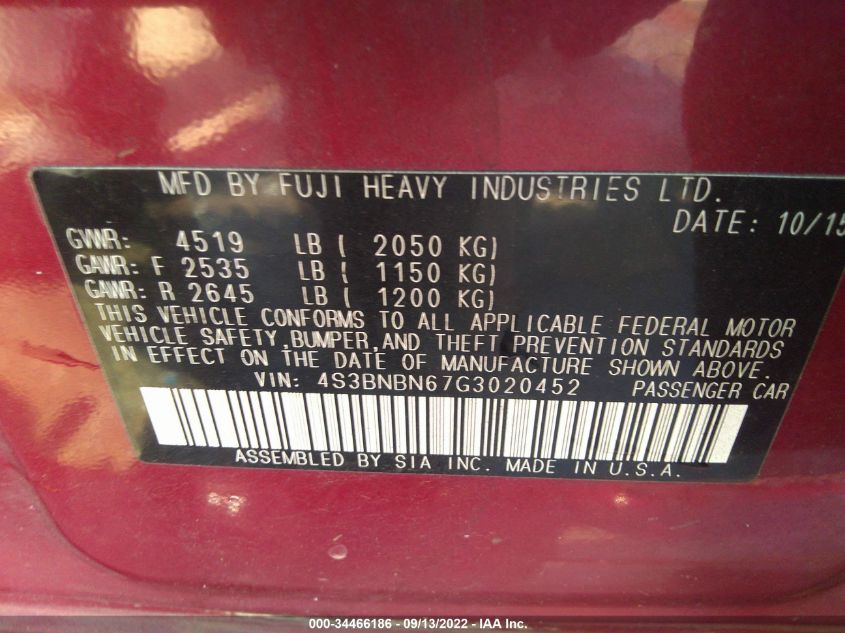 MFD BY FUJI HEAVY INDUSTRIES LTD.
DATE: 10/15
GVWR: 4519 LB ( 2050 KG)
GAWR: F 2535 LB ( 1150 KG)
GAWR: R 2645 LB ( 1200 KG)
THIS VEHICLE CONFORMS TO ALL APPLICABLE FEDERAL MOTOR
VEHICLE SAFETY,BUMPER,AND THEFT PREVENTION STANDARDS
IN EFFECT ON THE DATE OF MANUFACTURE SHOWN ABOVE.
VIN: 4S3BNBN67G3020452 PASSENGER CAR
ASSEMBLED BY SIA INC. MADE IN U.S.A.
000-34466186 - 09/13/2022 - IAA Inc.